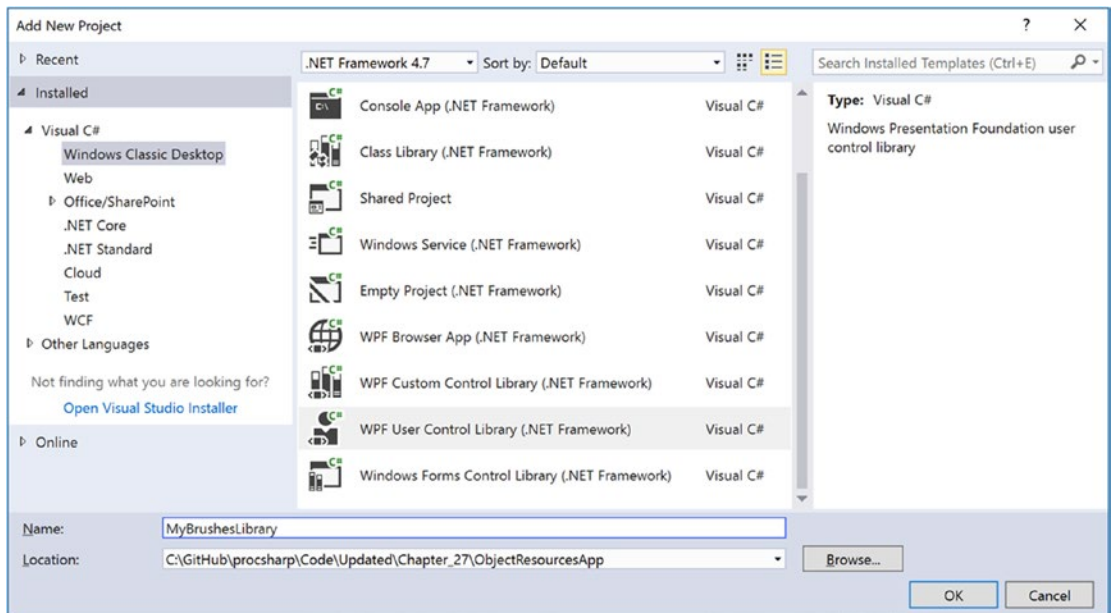 Add New Project
? ×
Recent
Installed
Visual C#
Windows Classic Desktop
Web
Office/SharePoint
.NET Core
.NET Standard
Cloud
Test
WCF
Other Languages
Not finding what you are looking for?
Open Visual Studio Installer
Online
.NET Framework 4.7 Sort by: Default
Console App (.NET Framework) Visual C#
Class Library (.NET Framework) Visual C#
Shared Project Visual C#
Windows Service (.NET Framework) Visual C#
Empty Project (.NET Framework) Visual C#
WPF Browser App (.NET Framework) Visual C#
WPF Custom Control Library (.NET Framework) Visual C#
WPF User Control Library (.NET Framework) Visual C#
Windows Forms Control Library (.NET Framework) Visual C#
Search Installed Templates (Ctrl+E)
Type: Visual C#
Windows Presentation Foundation user
control library
Name: MyBrushesLibrary
Location: C:\GitHub\procsharp\Code\Updated\Chapter_27\ObjectResourcesApp
Browse...
OK Cancel